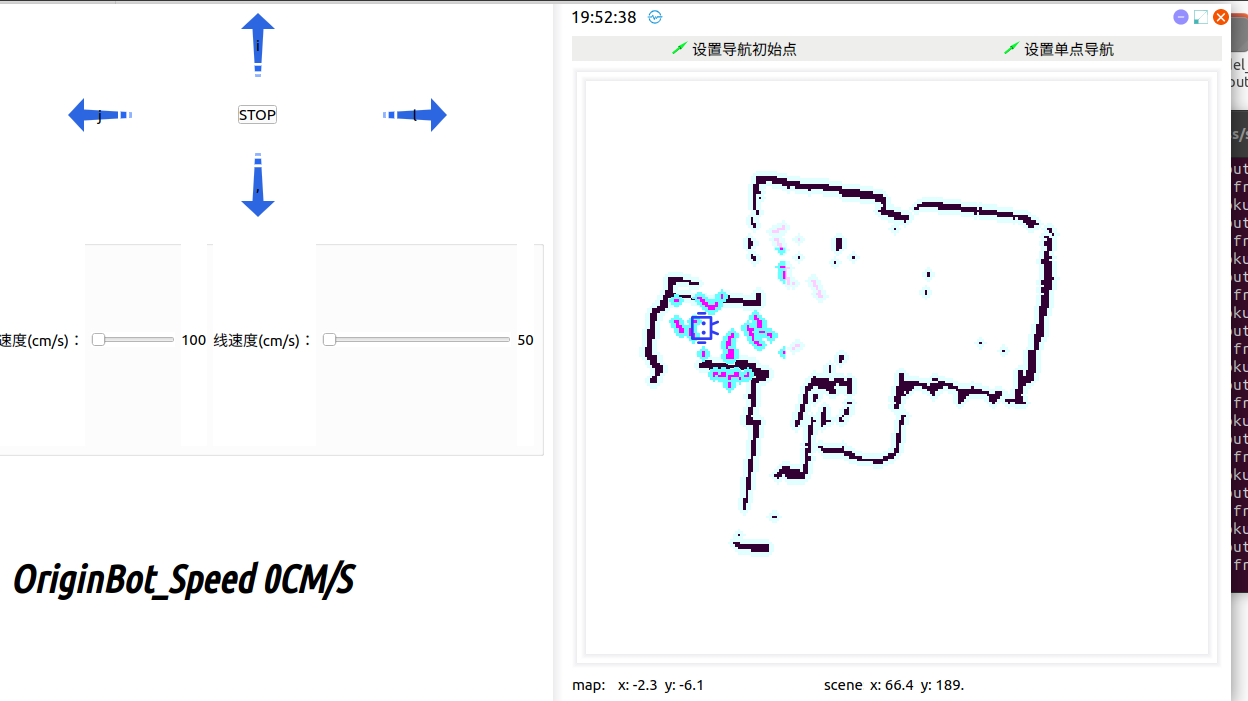 i
j
STOP
l
,
速度(cm/s)：
100
线速度(cm/s)：
50
OriginBot_Speed 0CM/S
19:52:38
设置导航初始点
设置单点导航
map: x: -2.3 y: -6.1
scene x: 66.4 y: 189.